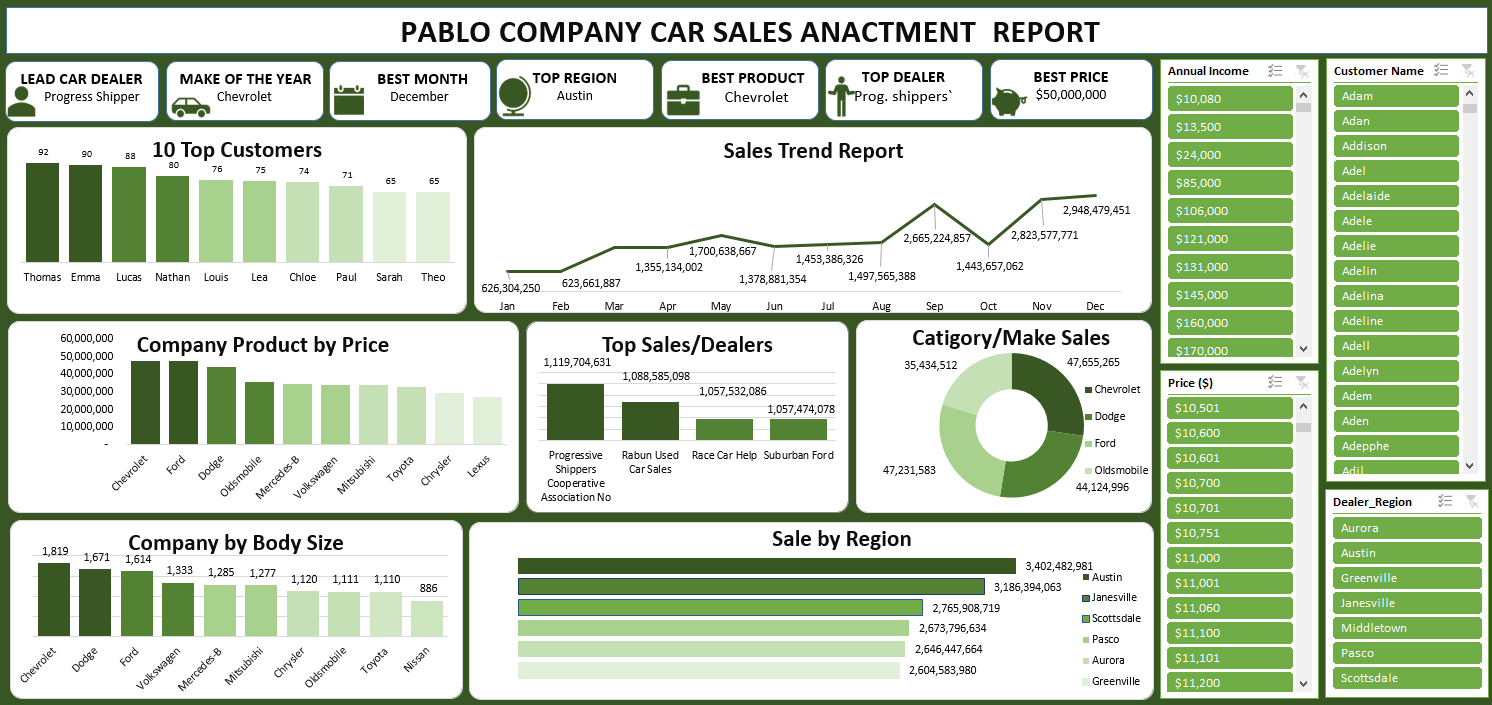 PABLO COMPANY CAR SALES ANACTMENT REPORT
LEAD CAR DEALER
Progress Shipper
MAKE OF THE YEAR
Chevrolet
BEST MONTH
December
TOP REGION
Austin
BEST PRODUCT
Chevrolet
TOP DEALER
Prog. shippers`
BEST PRICE
$50,000,000
10 Top Customers
92 90 88 80 76 75 74 71 65 65
Thomas Emma Lucas Nathan Louis Lea Chloe Paul Sarah Theo
Sales Trend Report
626,304,250
623,661,887
1,355,134,002
1,700,638,667
1,378,881,354
1,453,386,326
1,497,565,388
2,665,224,857
1,443,657,062
2,823,577,771
2,948,479,451
Jan Feb Mar Apr May Jun Jul Aug Sep Oct Nov Dec
Company Product by Price
60,000,000
50,000,000
40,000,000
30,000,000
20,000,000
10,000,000
-
Chevrolet
Ford
Dodge
Oldsmobile
Mercedes-B
Volkswagen
Mitsubishi
Toyota
Chrysler
Lexus
Top Sales/Dealers
1,119,704,631
1,088,585,098
1,057,532,086
1,057,474,078
Progressive
Shippers
Cooperative
Association No
Rabun Used
Car Sales
Race Car Help
Suburban Ford
Catigory/Make Sales
35,434,512
47,655,265
47,231,583
44,124,996
Chevrolet
Dodge
Ford
Oldsmobile
Company by Body Size
1,819
1,671
1,614
1,333
1,285
1,277
1,120
1,111
1,110
886
Chevrolet
Dodge
Ford
Volkswagen
Mercedes-B
Mitsubishi
Chrysler
Oldsmobile
Toyota
Nissan
Sale by Region
3,402,482,981
3,186,394,063
2,765,908,719
2,673,796,634
2,646,447,664
2,604,583,980
Austin
Janesville
Scottsdale
Pasco
Aurora
Greenville
Annual Income
$10,080
$13,500
$24,000
$85,000
$106,000
$121,000
$131,000
$145,000
$160,000
$170,000
Price ($)
$10,501
$10,600
$10,601
$10,700
$10,701
$10,751
$11,000
$11,001
$11,060
$11,100
$11,101
$11,200
Customer Name
Adam
Adan
Addison
Adel
Adelaide
Adele
Adelie
Adelin
Adelina
Adeline
Adell
Adelyn
Adem
Aden
Adepphe
Adil
Dealer_Region
Aurora
Austin
Greenville
Janesville
Middletown
Pasco
Scottsdale